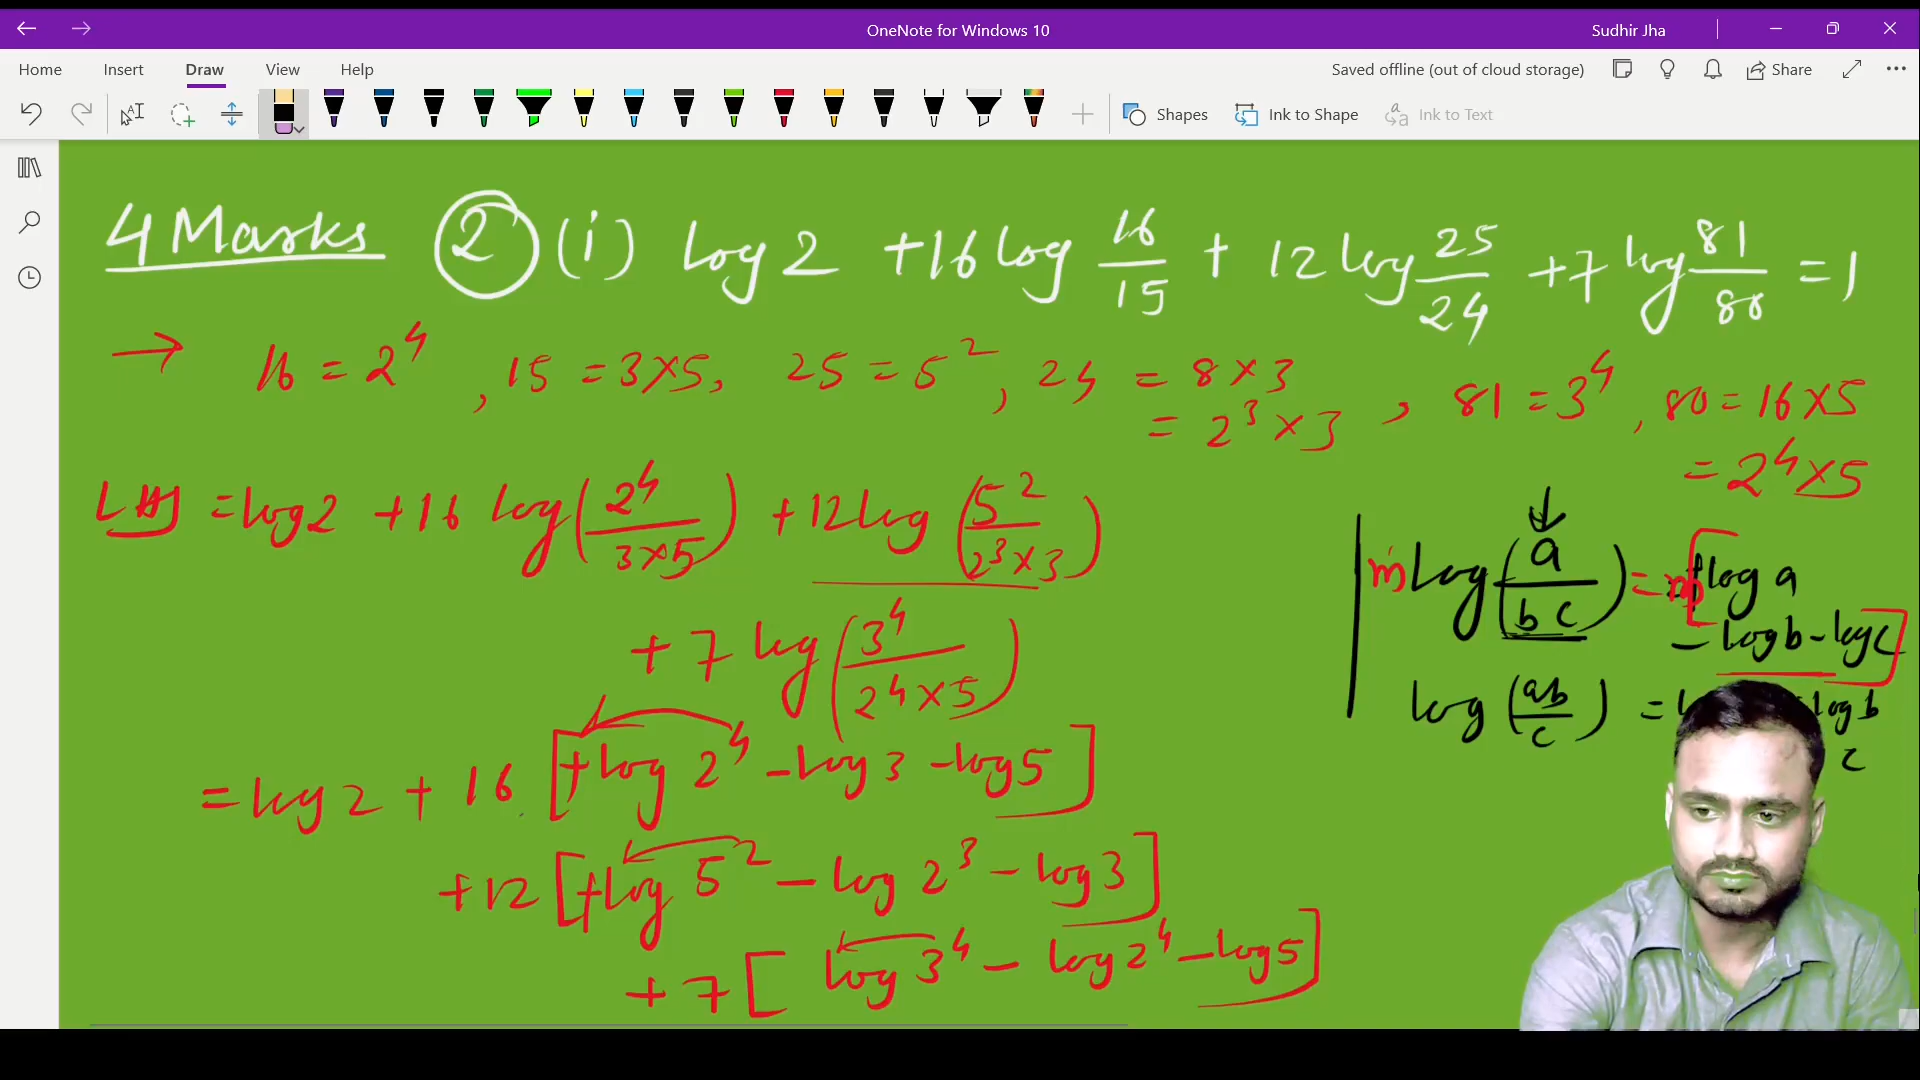 OneNote for Windows 10
Sudhir Jha
Home Insert Draw View Help
Saved offline (out of cloud storage)
Share
Shapes
Ink to Shape
Ink to Text
4 Marks (2) (i) log 2 + 16 log 16/15 + 12 log 25/24 + 7 log 81/80 = 1
→ 16 = 2^4 , 15 = 3×5, 25 = 5^2 , 24 = 8×3 , 81 = 3^4 , 80 = 16×5
= 2^3 × 3
= 2^4 × 5
LHS = log 2 + 16 log (2^4/3×5) + 12 log (5^2/2^3×3)
+ 7 log (3^4/2^4×5)
= log 2 + 16 [+log 2^4 - log 3 - log 5]
+ 12 [+log 5^2 - log 2^3 - log 3]
+ 7 [log 3^4 - log 2^4 - log 5]
m log (a/bc) = m[+log a
- log b - log c]
log (ab/c) = log b
c